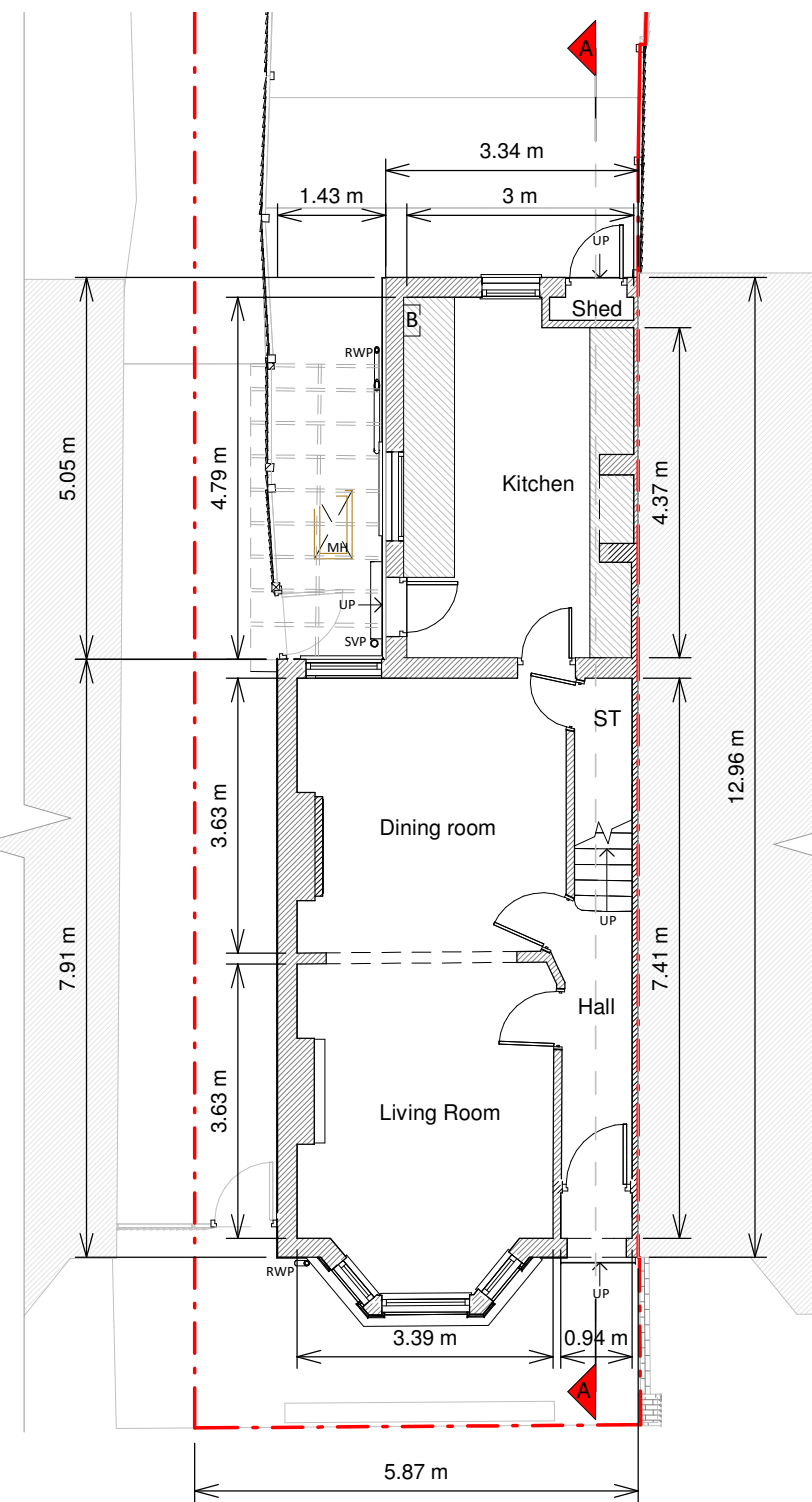 A
3.34 m
1.43 m
3 m
UP
Shed
B
RWP
5.05 m
4.79 m
Kitchen
4.37 m
MH
UP
SVP
ST
12.96 m
3.63 m
Dining room
UP
7.91 m
7.41 m
Hall
3.63 m
Living Room
RWP
UP
3.39 m
0.94 m
A
5.87 m